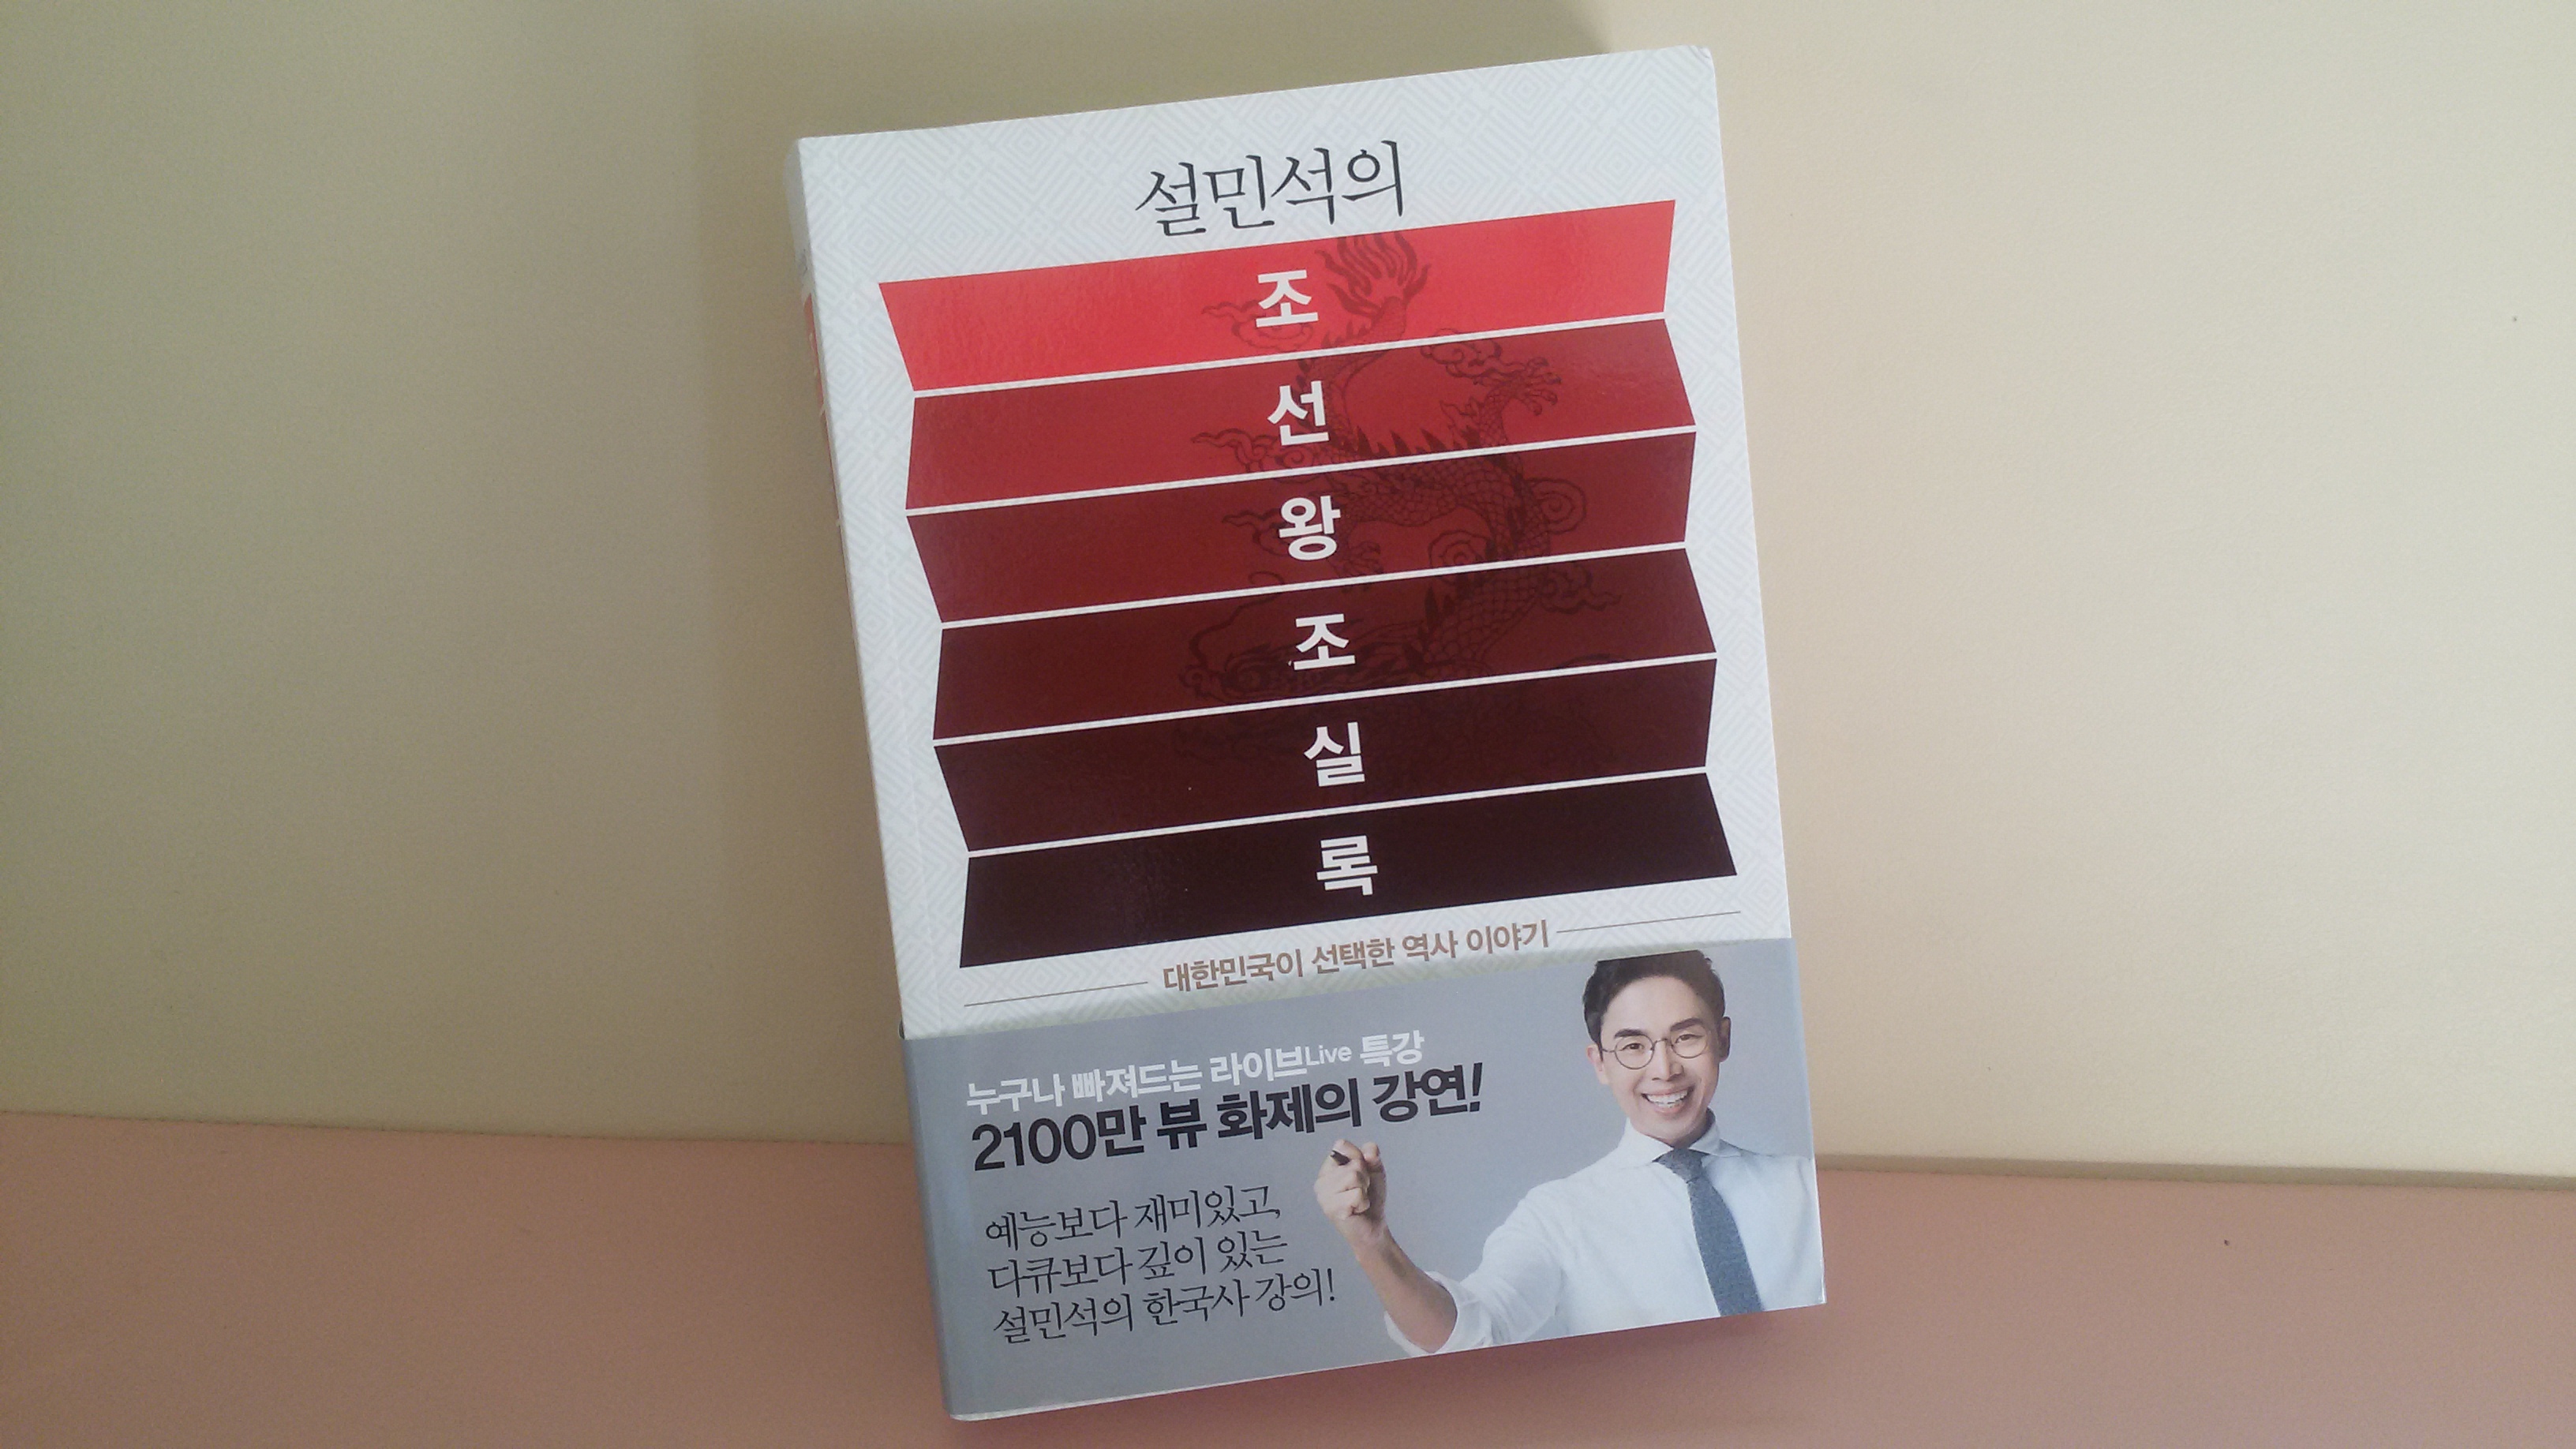 설민석의
조
선
왕
조
실
록
대한민국이 선택한 역사 이야기
누구나 빠져드는 라이브Live 특강
2100만 뷰 화제의 강연!
예능보다 재미있고,
다큐보다 깊이 있는
설민석의 한국사 강의!